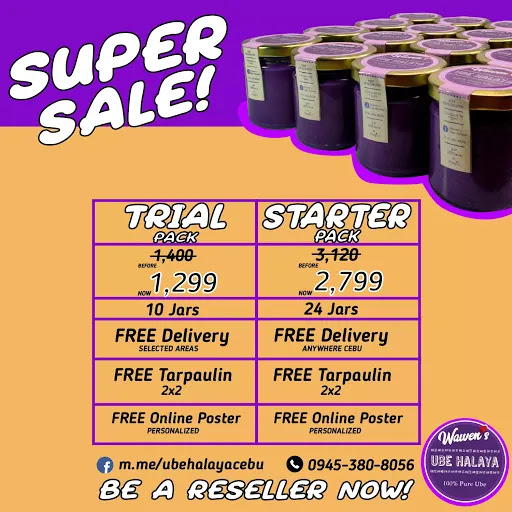 SUPER
SALE!
UBE HALAYA
TRIAL
PACK
1,400
BEFORE
NOW 1,299
10 Jars
FREE Delivery
SELECTED AREAS
FREE Tarpaulin
2x2
FREE Online Poster
PERSONALIZED
STARTER
PACK
3,120
BEFORE
NOW 2,799
24 Jars
FREE Delivery
ANYWHERE CEBU
FREE Tarpaulin
2x2
FREE Online Poster
PERSONALIZED
m.me/ubehalayacebu
0945-380-8056
BE A RESELLER NOW!
Wawen's
UBE HALAYA
100% Pure Ube